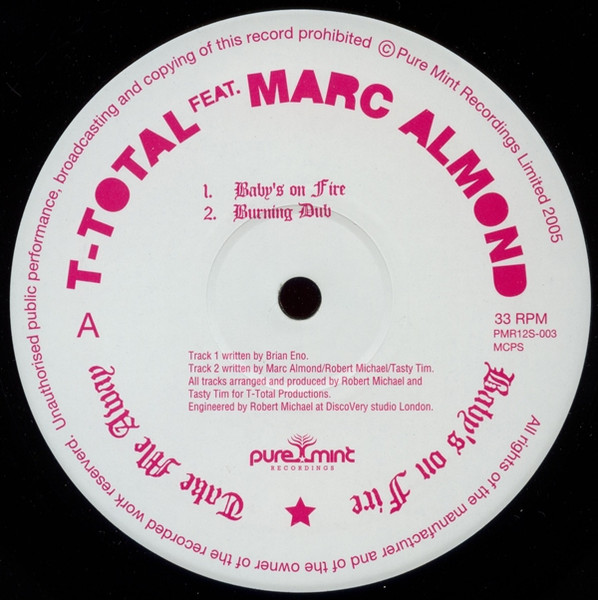 Unauthorised public performance, broadcasting and copying of this record prohibited ©Pure Mint Recordings Limited 2005
All rights of the manufacturer and of the owner of the recorded work reserverd.
T-TOTAL FEAT. MARC ALMOND
1. Baby's on Fire
2. Burning Dub
A
33 RPM
PMR12S-003
MCPS
Track 1 written by Brian Eno.
Track 2 written by Marc Almond/Robert Michael/Tasty Tim.
All tracks arranged and produced by Robert Michael and
Tasty Tim for T-Total Productions.
Engineered by Robert Michael at DiscoVery studio London.
pure mint
RECORDINGS
Baby's on Fire
Take Me Away